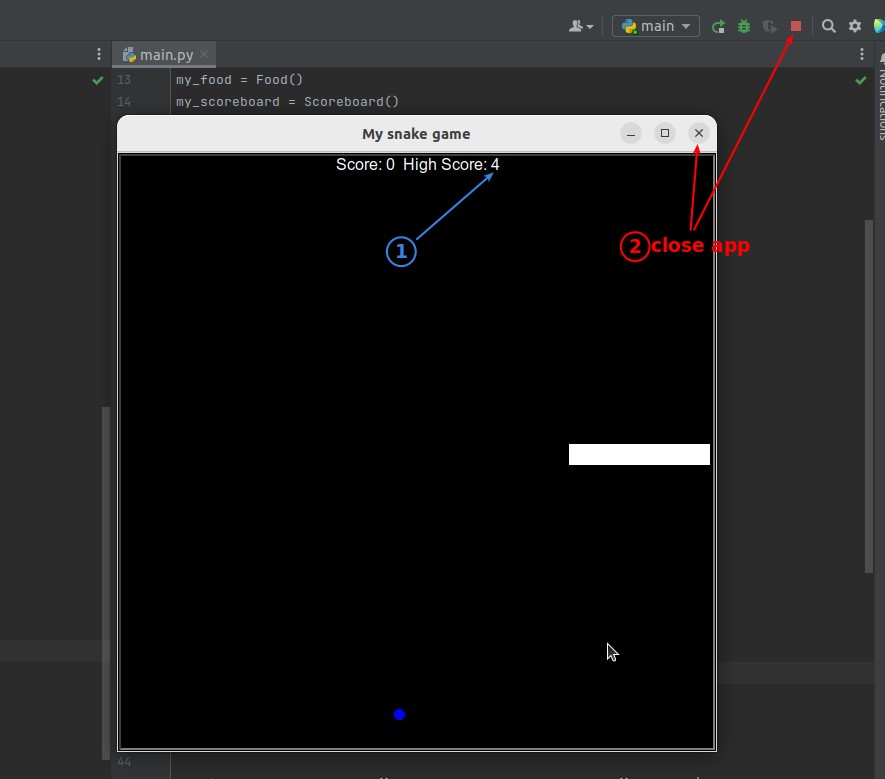 main
main.py
13 my_food = Food()
14 my_scoreboard = Scoreboard()
Notifications
My snake game
Score: 0 High Score: 4
1
2 close app
44